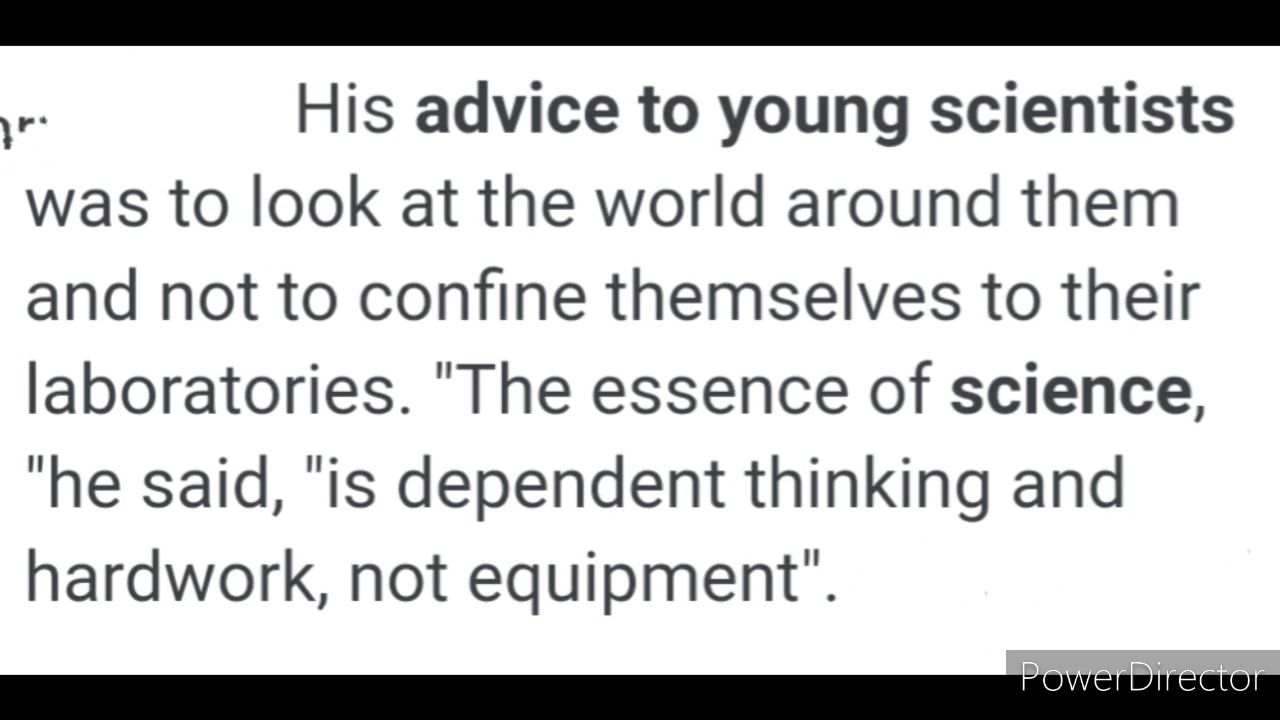 His advice to young scientists
was to look at the world around them
and not to confine themselves to their
laboratories. "The essence of science,
"he said, "is dependent thinking and
hardwork, not equipment".
PowerDirector